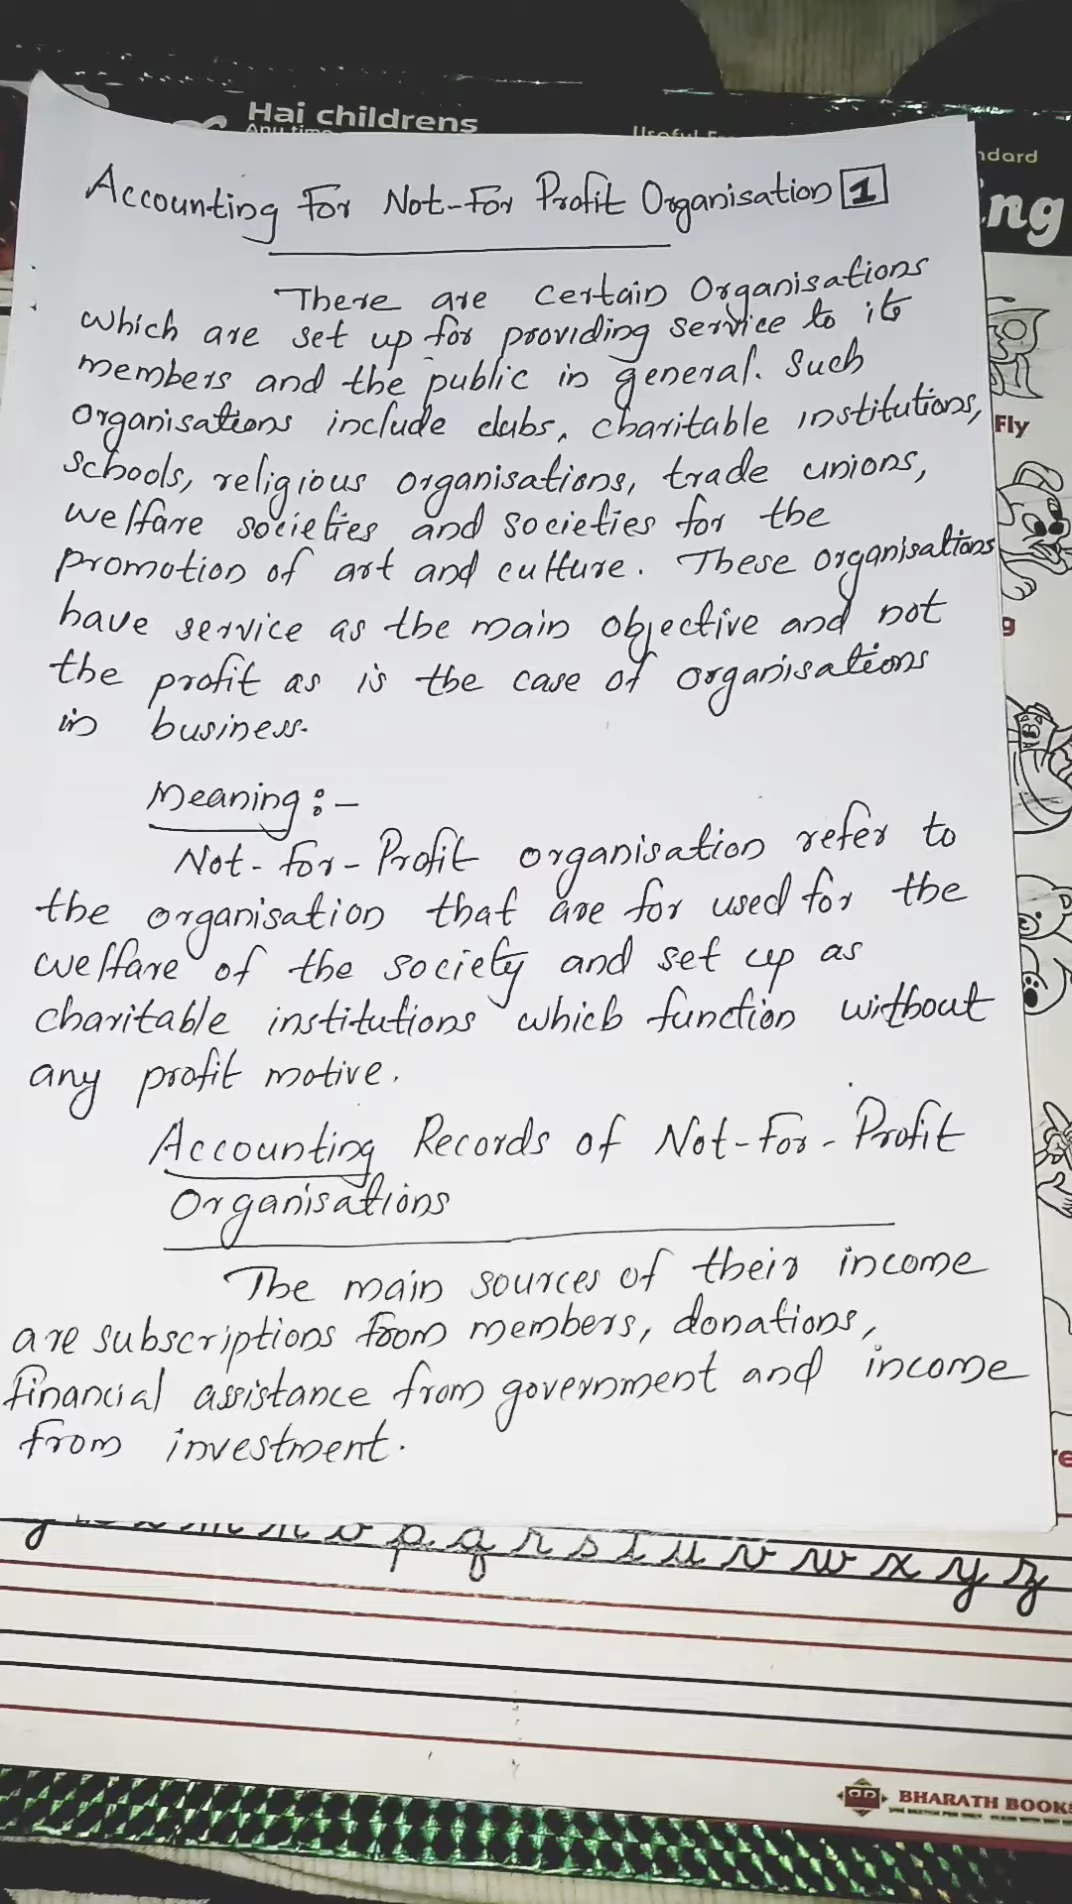 Hai childrens
Any time
ndard
ing
Accounting For Not-For Profit Organisation 1
There are certain Organisations
which are set up for providing service to its
members and the public in general. Such
organisations include clubs, charitable institutions,
schools, religious organisations, trade unions,
welfare societies and societies for the
promotion of art and culture. These organisations
have service as the main objective and not
the profit as is the case of organisations
in business.
Fly
g
Meaning:-
Not-for-Profit organisation refer to
the organisation that are for used for the
welfare of the society and set up as
charitable institutions which function without
any profit motive.
Accounting Records of Not-For-Profit
Organisations
The main sources of their income
are subscriptions from members, donations,
financial assistance from government and income
from investment.
re
o p q r s t u v w x y z
BHARATH BOOKS